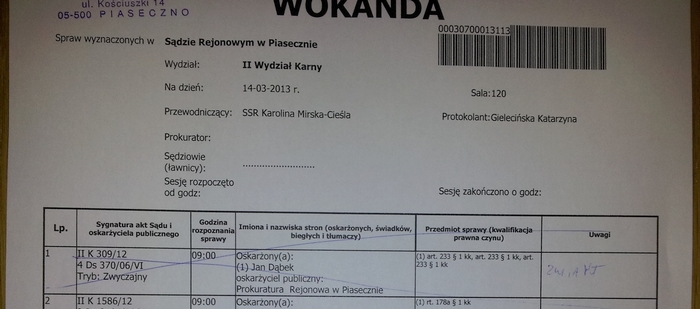 ul. Kościuszki 14
05-500 PIASECZNO
WOKANDA
00030700013113
Spraw wyznaczonych w Sądzie Rejonowym w Piasecznie
Wydział: II Wydział Karny
Na dzień: 14-03-2013 r.
Sala:120
Przewodniczący: SSR Karolina Mirska-Cieśla
Protokolant:Gielecińska Katarzyna
Prokurator:
Sędziowie
(ławnicy): ......................
Sesję rozpoczęto
od godz:
Sesję zakończono o godz:
Lp. Sygnatura akt Sądu i oskarżyciela publicznego Godzina rozpoznania sprawy Imiona i nazwiska stron (oskarżonych, świadków, biegłych i tłumaczy) Przedmiot sprawy (kwalifikacja prawna czynu) Uwagi
1 II K 309/12 09:00 Oskarżony(a): (1) art. 233 § 1 kk, art. 233 § 1 kk, art.
4 Ds 370/06/VI (1) Jan Dąbek 233 § 1 kk
Tryb: Zwyczajny oskarżyciel publiczny:
Prokuratura Rejonowa w Piasecznie
2 II K 1586/12 09:00 Oskarżony(a): (1) rt. 178a § 1 kk